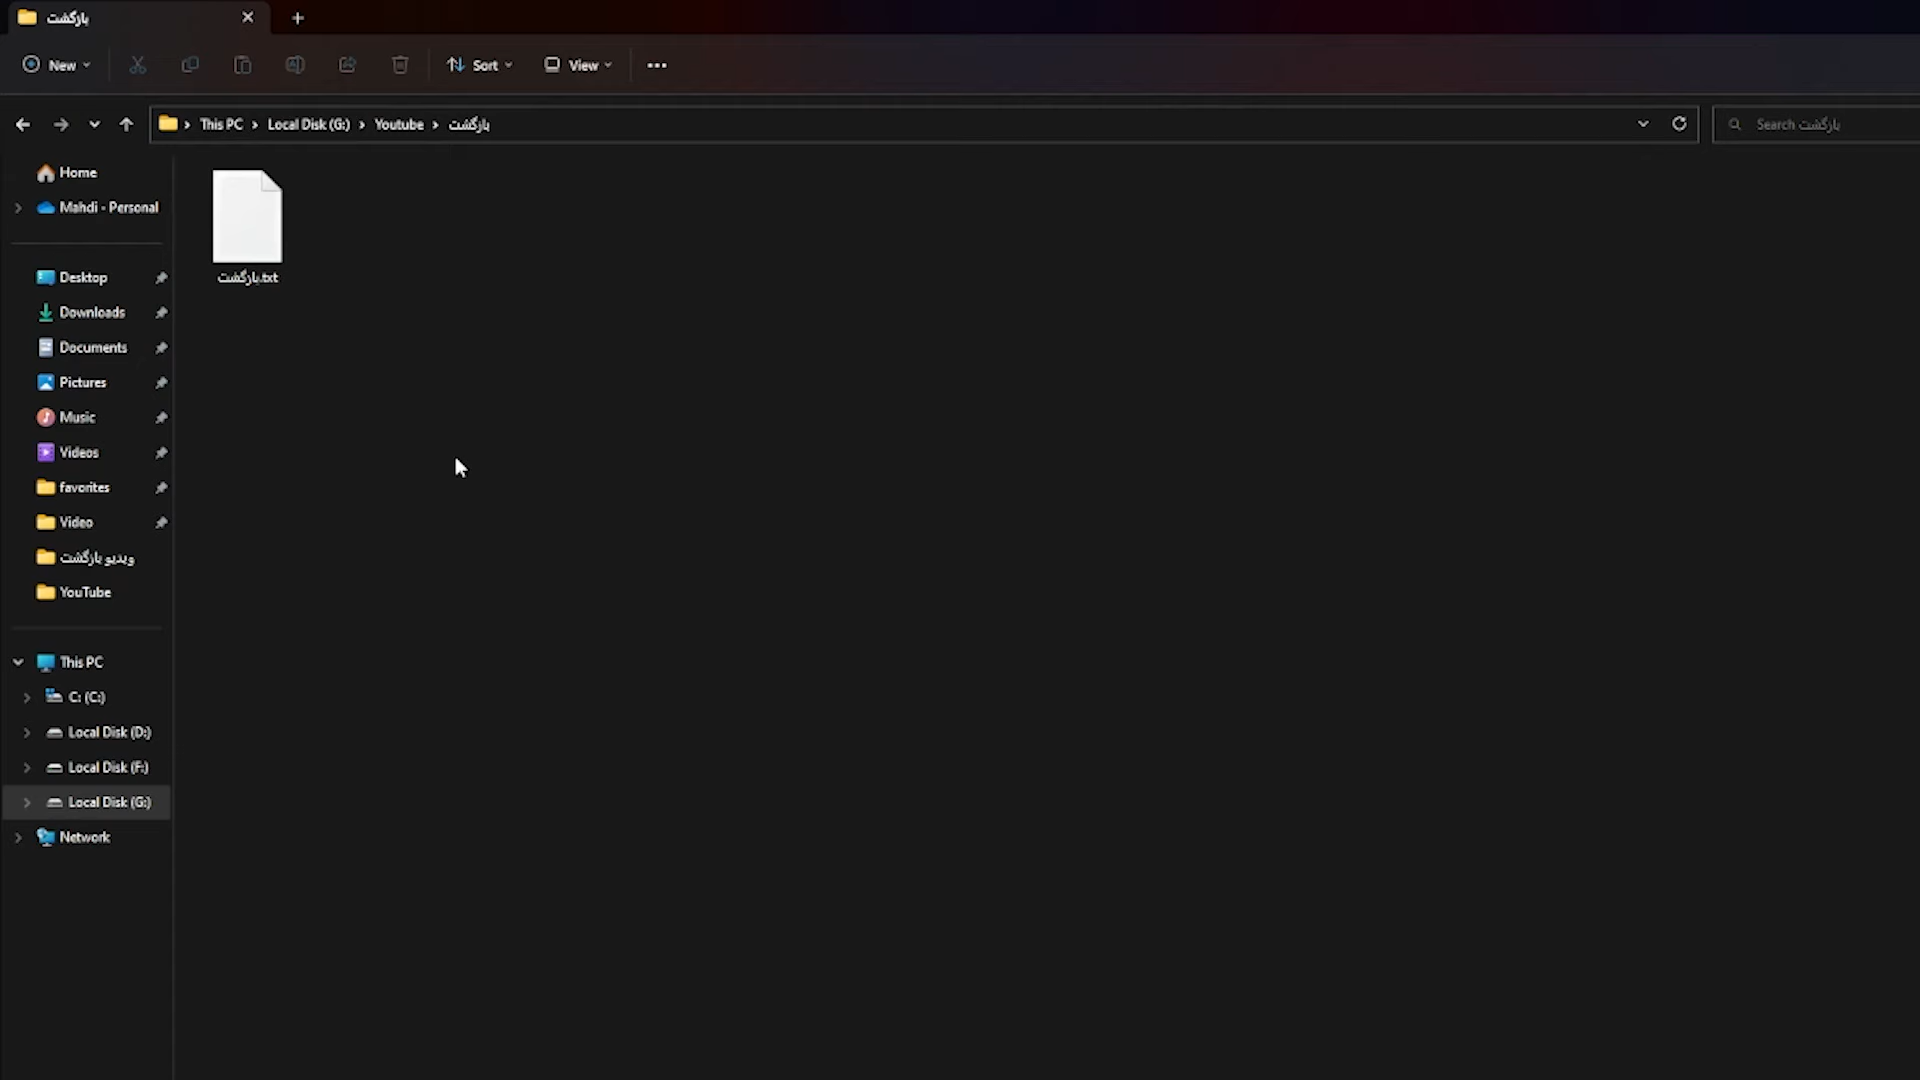 بازگشت
New
Sort
View
This PC
Local Disk (G:)
Youtube
بازگشت
Search بازگشت
Home
Mahdi - Personal
Desktop
Downloads
Documents
Pictures
Music
Videos
favorites
Video
ویدیو بازگشت
YouTube
This PC
C: (C:)
Local Disk (D:)
Local Disk (F:)
Local Disk (G:)
Network
بازگشت.txt